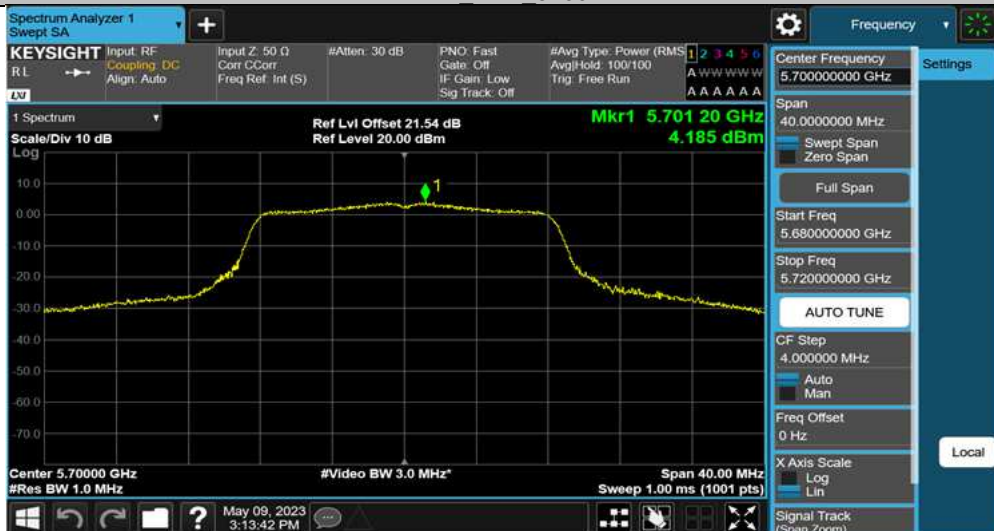 Spectrum Analyzer 1
Swept SA
+
Frequency
KEYSIGHT
RL
LXI
Input: RF
Coupling: DC
Align: Auto
Input Z: 50 Ω
Corr CCorr
Freq Ref: Int (S)
#Atten: 30 dB
PNO: Fast
Gate: Off
IF Gain: Low
Sig Track: Off
#Avg Type: Power (RMS
Avg|Hold: 100/100
Trig: Free Run
1 2 3 4 5 6
A W W W W W
A A A A A A
1 Spectrum
Scale/Div 10 dB
Log
Ref Lvl Offset 21.54 dB
Ref Level 20.00 dBm
Mkr1 5.701 20 GHz
4.185 dBm
1
10.0
0.00
-10.0
-20.0
-30.0
-40.0
-50.0
-60.0
-70.0
Center 5.70000 GHz
#Res BW 1.0 MHz
#Video BW 3.0 MHz*
Span 40.00 MHz
Sweep 1.00 ms (1001 pts)
?
May 09, 2023
3:13:42 PM
Center Frequency
5.700000000 GHz
Span
40.0000000 MHz
Swept Span
Zero Span
Full Span
Start Freq
5.680000000 GHz
Stop Freq
5.720000000 GHz
AUTO TUNE
CF Step
4.000000 MHz
Auto
Man
Freq Offset
0 Hz
X Axis Scale
Log
Lin
Signal Track
(Span Zoom)
Settings
Local